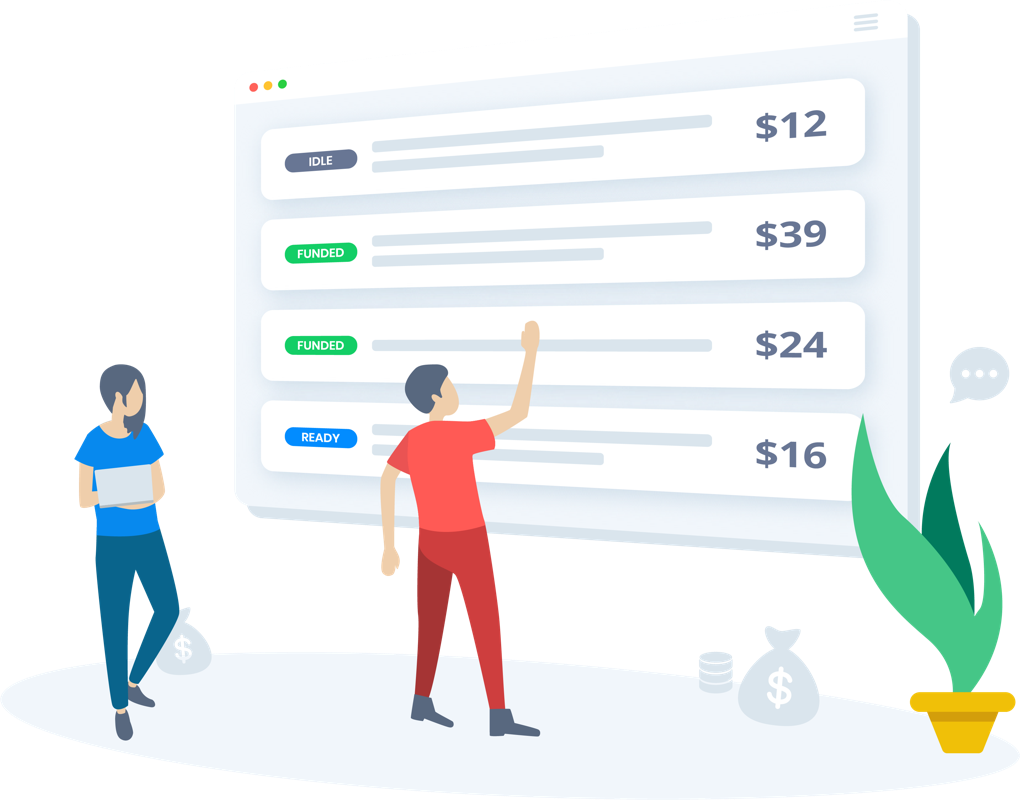 IDLE $12
FUNDED $39
FUNDED $24
READY $16
$
$